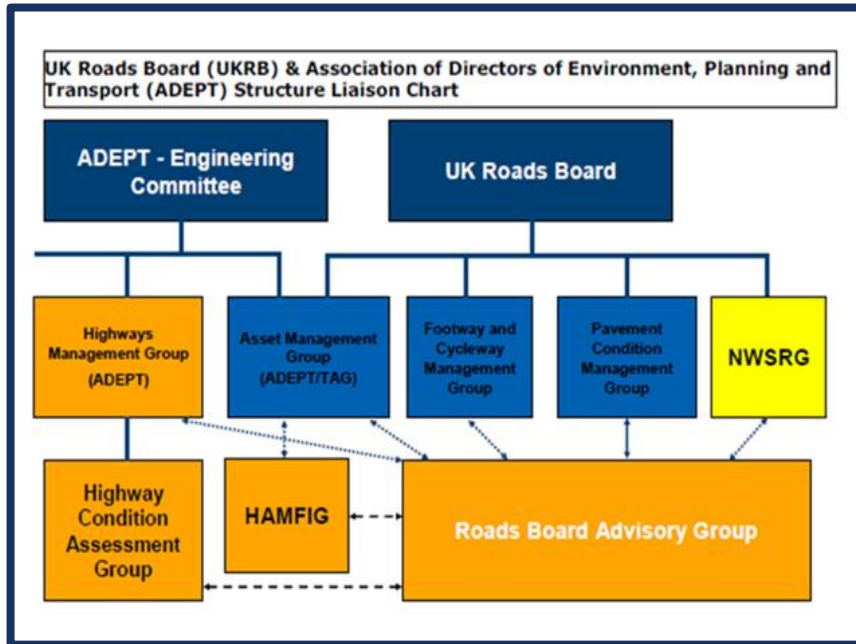 UK Roads Board (UKRB) & Association of Directors of Environment, Planning and
Transport (ADEPT) Structure Liaison Chart
ADEPT - Engineering
Committee
UK Roads Board
Highways
Management Group
(ADEPT)
Asset Management
Group
(ADEPT/TAG)
Footway and
Cycleway
Management
Group
Pavement
Condition
Management
Group
NWSRG
Highway
Condition
Assessment
Group
HAMFIG
Roads Board Advisory Group